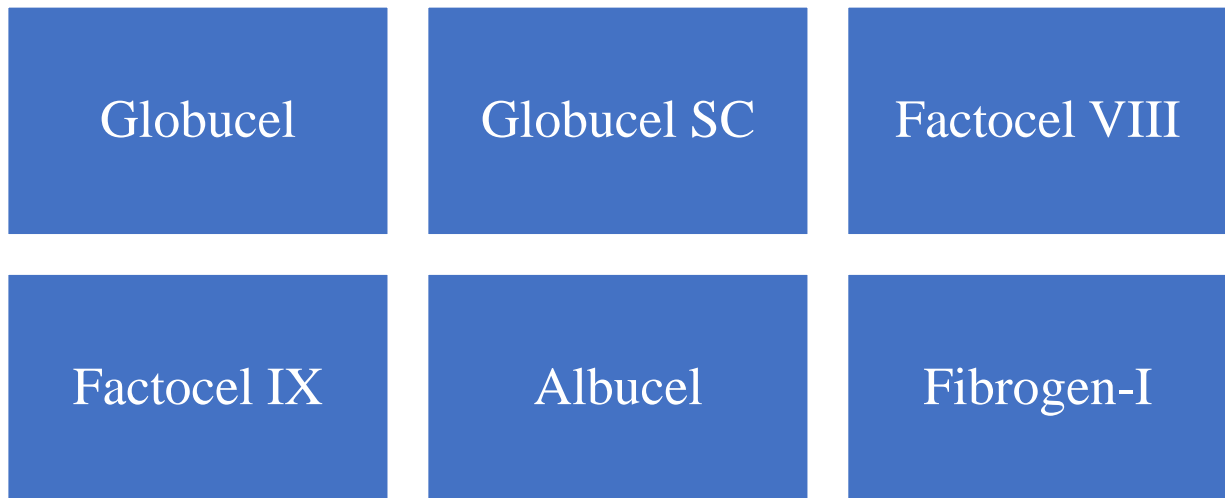 Globucel
Globucel SC
Factocel VIII
Factocel IX
Albucel
Fibrogen-I